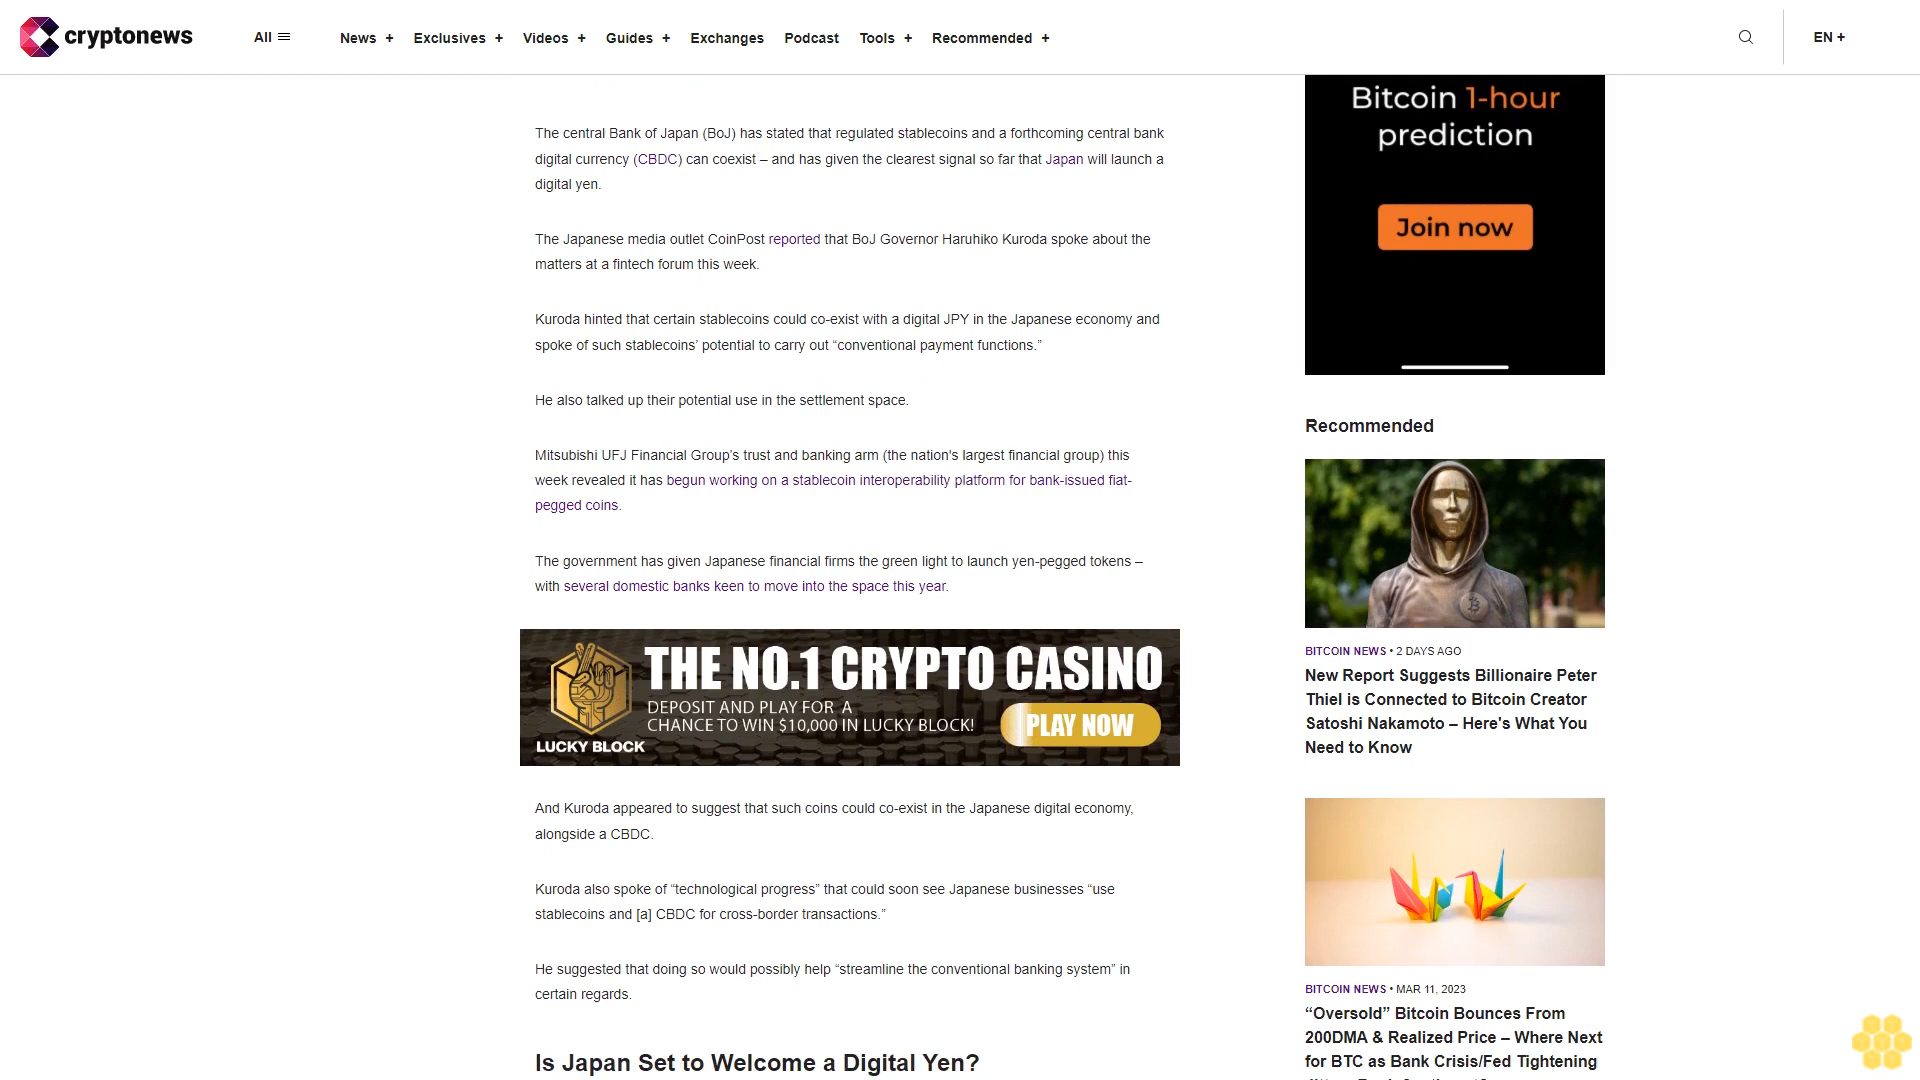 cryptonews
All
News +
Exclusives +
Videos +
Guides +
Exchanges
Podcast
Tools +
Recommended +
EN +
The central Bank of Japan (BoJ) has stated that regulated stablecoins and a forthcoming central bank
digital currency (CBDC) can coexist – and has given the clearest signal so far that Japan will launch a
digital yen.
The Japanese media outlet CoinPost reported that BoJ Governor Haruhiko Kuroda spoke about the
matters at a fintech forum this week.
Kuroda hinted that certain stablecoins could co-exist with a digital JPY in the Japanese economy and
spoke of such stablecoins’ potential to carry out “conventional payment functions.”
He also talked up their potential use in the settlement space.
Mitsubishi UFJ Financial Group’s trust and banking arm (the nation's largest financial group) this
week revealed it has begun working on a stablecoin interoperability platform for bank-issued fiat-
pegged coins.
The government has given Japanese financial firms the green light to launch yen-pegged tokens –
with several domestic banks keen to move into the space this year.
THE NO.1 CRYPTO CASINO
DEPOSIT AND PLAY FOR A
CHANCE TO WIN $10,000 IN LUCKY BLOCK!
PLAY NOW
LUCKY BLOCK
And Kuroda appeared to suggest that such coins could co-exist in the Japanese digital economy,
alongside a CBDC.
Kuroda also spoke of “technological progress” that could soon see Japanese businesses “use
stablecoins and [a] CBDC for cross-border transactions.”
He suggested that doing so would possibly help “streamline the conventional banking system” in
certain regards.
Is Japan Set to Welcome a Digital Yen?
Bitcoin 1-hour
prediction
Join now
Recommended
BITCOIN NEWS • 2 DAYS AGO
New Report Suggests Billionaire Peter
Thiel is Connected to Bitcoin Creator
Satoshi Nakamoto – Here's What You
Need to Know
BITCOIN NEWS • MAR 11, 2023
“Oversold” Bitcoin Bounces From
200DMA & Realized Price – Where Next
for BTC as Bank Crisis/Fed Tightening